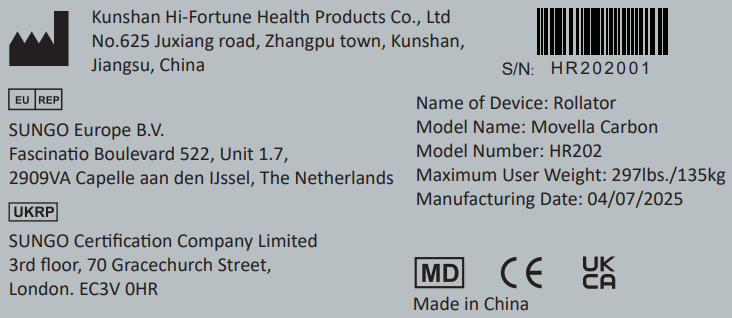 Kunshan Hi-Fortune Health Products Co., Ltd
No.625 Juxiang road, Zhangpu town, Kunshan,
Jiangsu, China
S/N: HR202001
EU REP
SUNGO Europe B.V.
Fascinatio Boulevard 522, Unit 1.7,
2909VA Capelle aan den IJssel, The Netherlands
UKRP
SUNGO Certification Company Limited
3rd floor, 70 Gracechurch Street,
London. EC3V 0HR
Name of Device: Rollator
Model Name: Movella Carbon
Model Number: HR202
Maximum User Weight: 297lbs./135kg
Manufacturing Date: 04/07/2025
MD CE UK
CA
Made in China